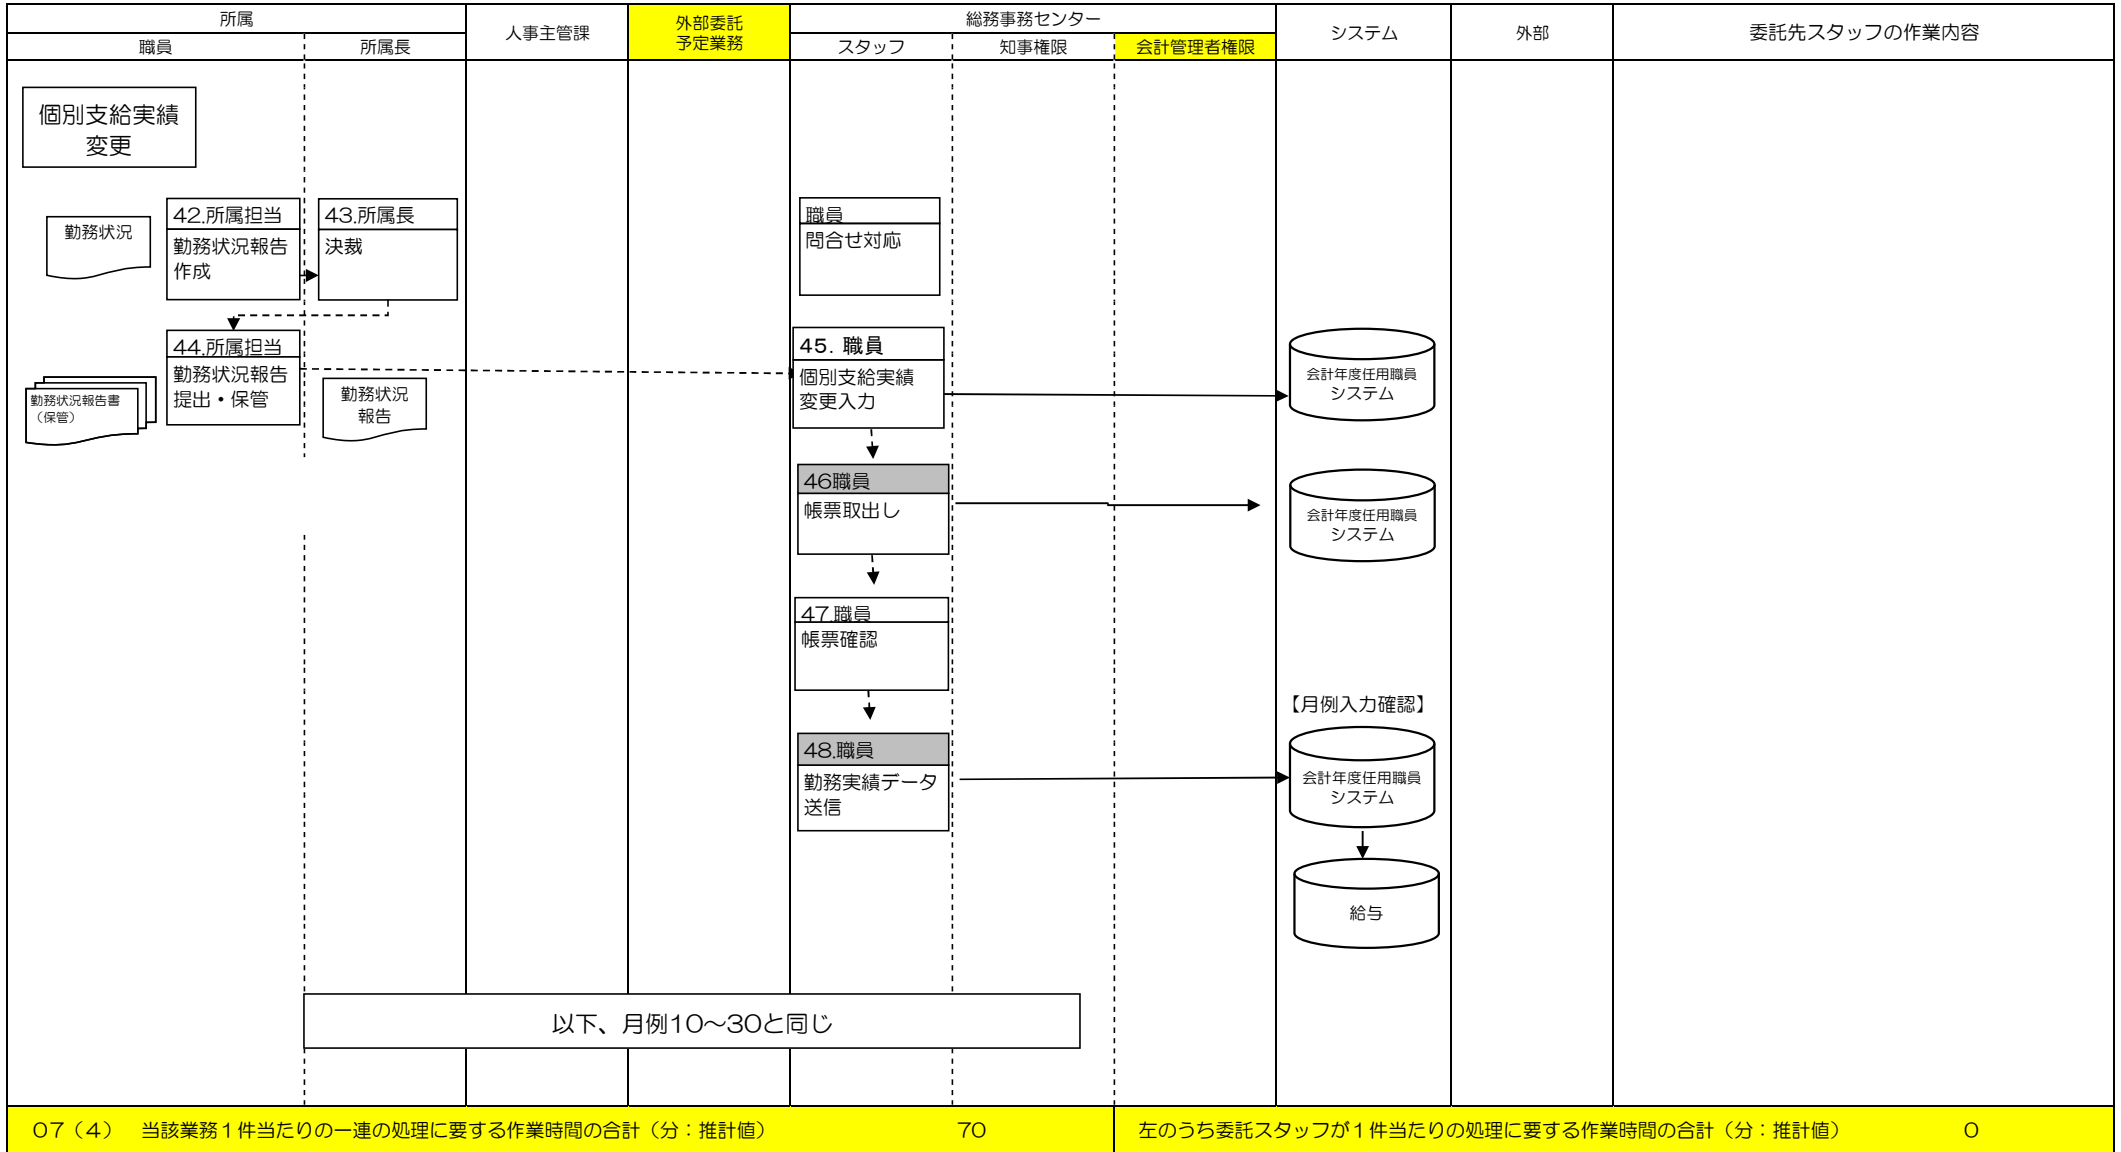 所属
人事主管課
外部委託
予定業務
総務事務センター
システム
外部
委託先スタッフの作業内容
職員
所属長
スタッフ
知事権限
会計管理者権限
個別支給実績
変更
勤務状況
42.所属担当
勤務状況報告
作成
43.所属長
決裁
職員
問合せ対応
44.所属担当
勤務状況報告
提出・保管
勤務状況報告書
（保管）
勤務状況
報告
45. 職員
個別支給実績
変更入力
会計年度任用職員
システム
46職員
帳票取出し
会計年度任用職員
システム
47.職員
帳票確認
【月例入力確認】
48.職員
勤務実績データ
送信
会計年度任用職員
システム
給与
以下、月例10～30と同じ
07（4）　当該業務１件当たりの一連の処理に要する作業時間の合計（分：推計値）　70
左のうち委託スタッフが１件当たりの処理に要する作業時間の合計（分：推計値）　0